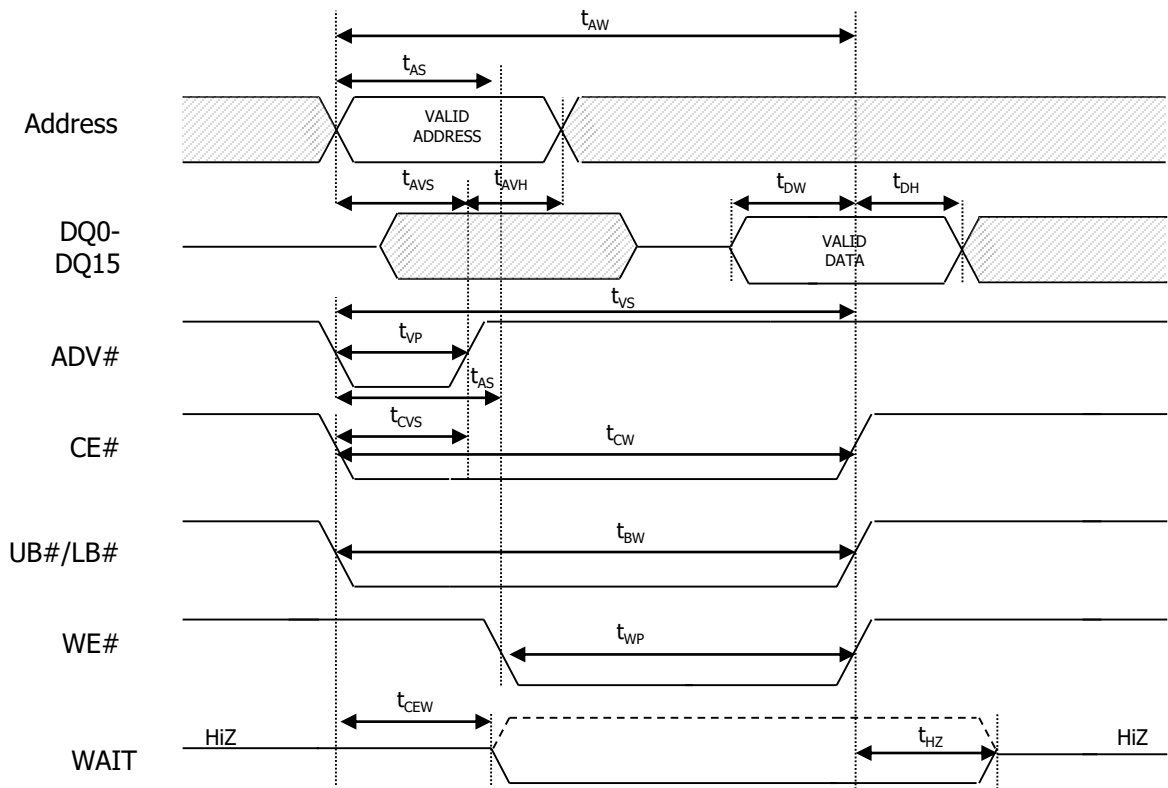 tAW
tAS
Address
VALID
ADDRESS
tAVS
tAVH
tDW
tDH
DQ0-
DQ15
VALID
DATA
tVS
ADV#
tVP
tAS
tCVS
CE#
tCW
UB#/LB#
tBW
WE#
tWP
tCEW
HiZ
tHZ
HiZ
WAIT